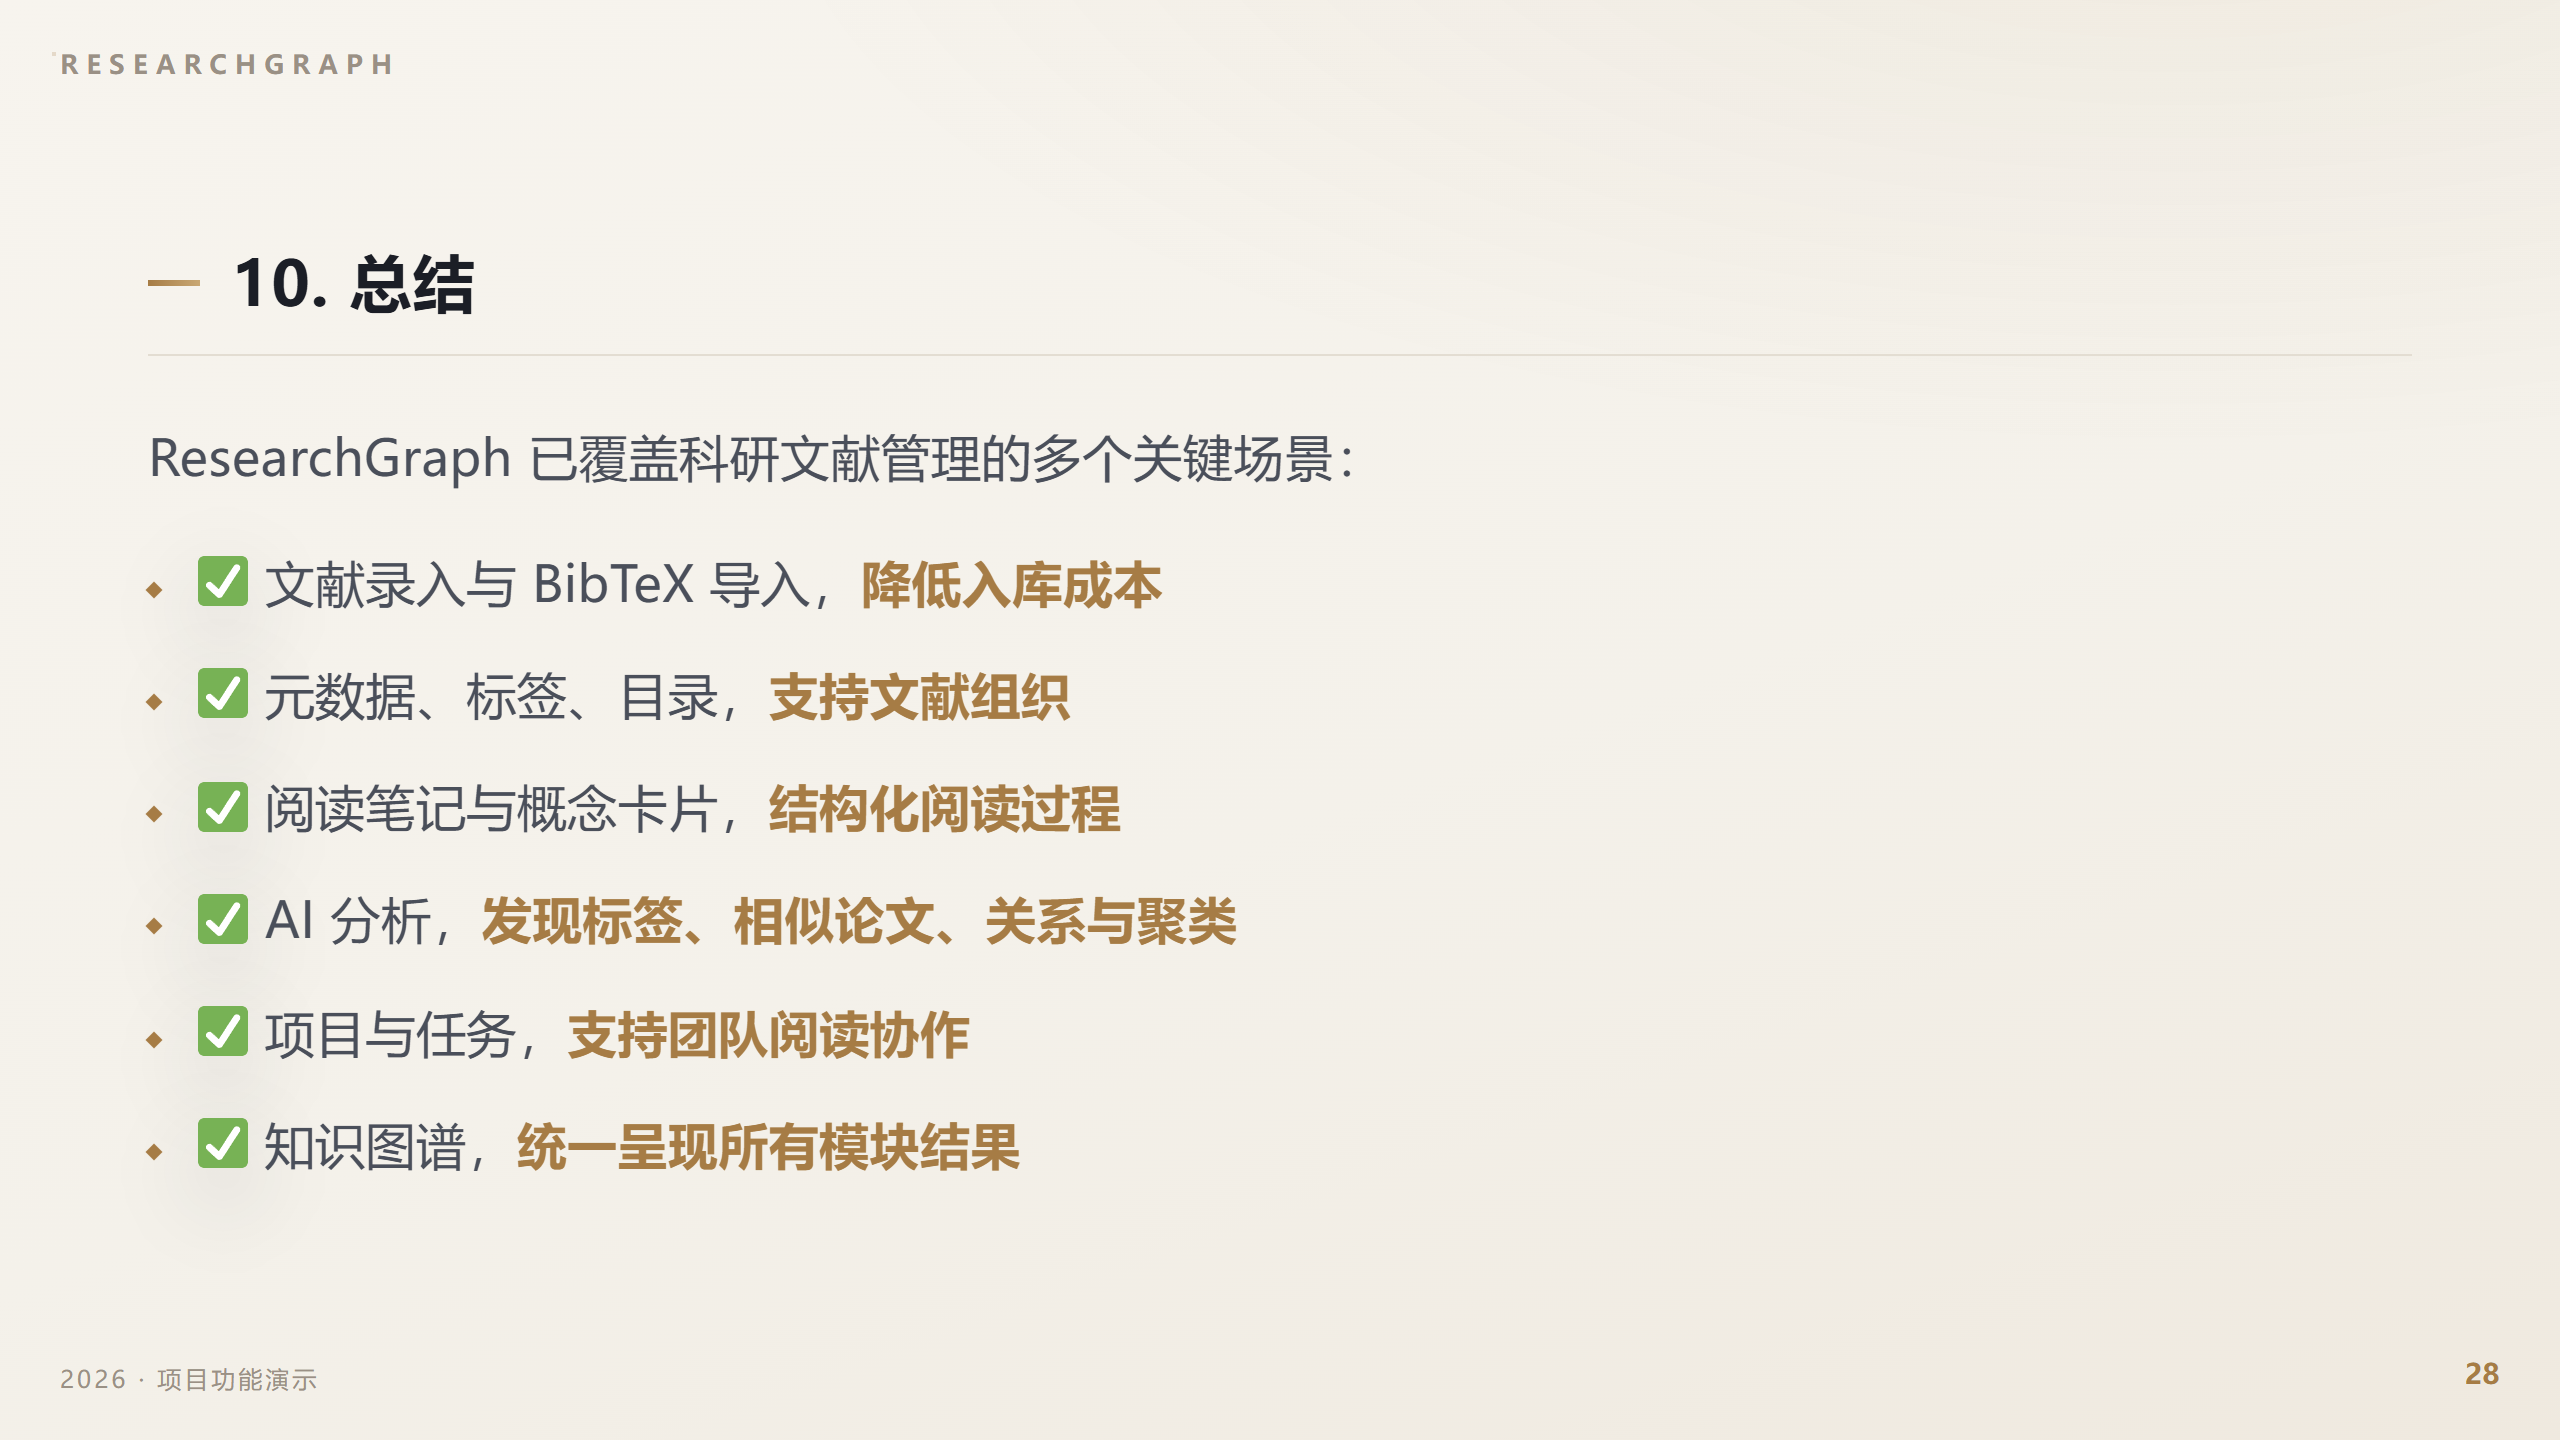 RESEARCHGRAPH
10. 总结
ResearchGraph 已覆盖科研文献管理的多个关键场景：
◆ ✅ 文献录入与 BibTeX 导入，降低入库成本
◆ ✅ 元数据、标签、目录，支持文献组织
◆ ✅ 阅读笔记与概念卡片，结构化阅读过程
◆ ✅ AI 分析，发现标签、相似论文、关系与聚类
◆ ✅ 项目与任务，支持团队阅读协作
◆ ✅ 知识图谱，统一呈现所有模块结果
2026 · 项目功能演示
28